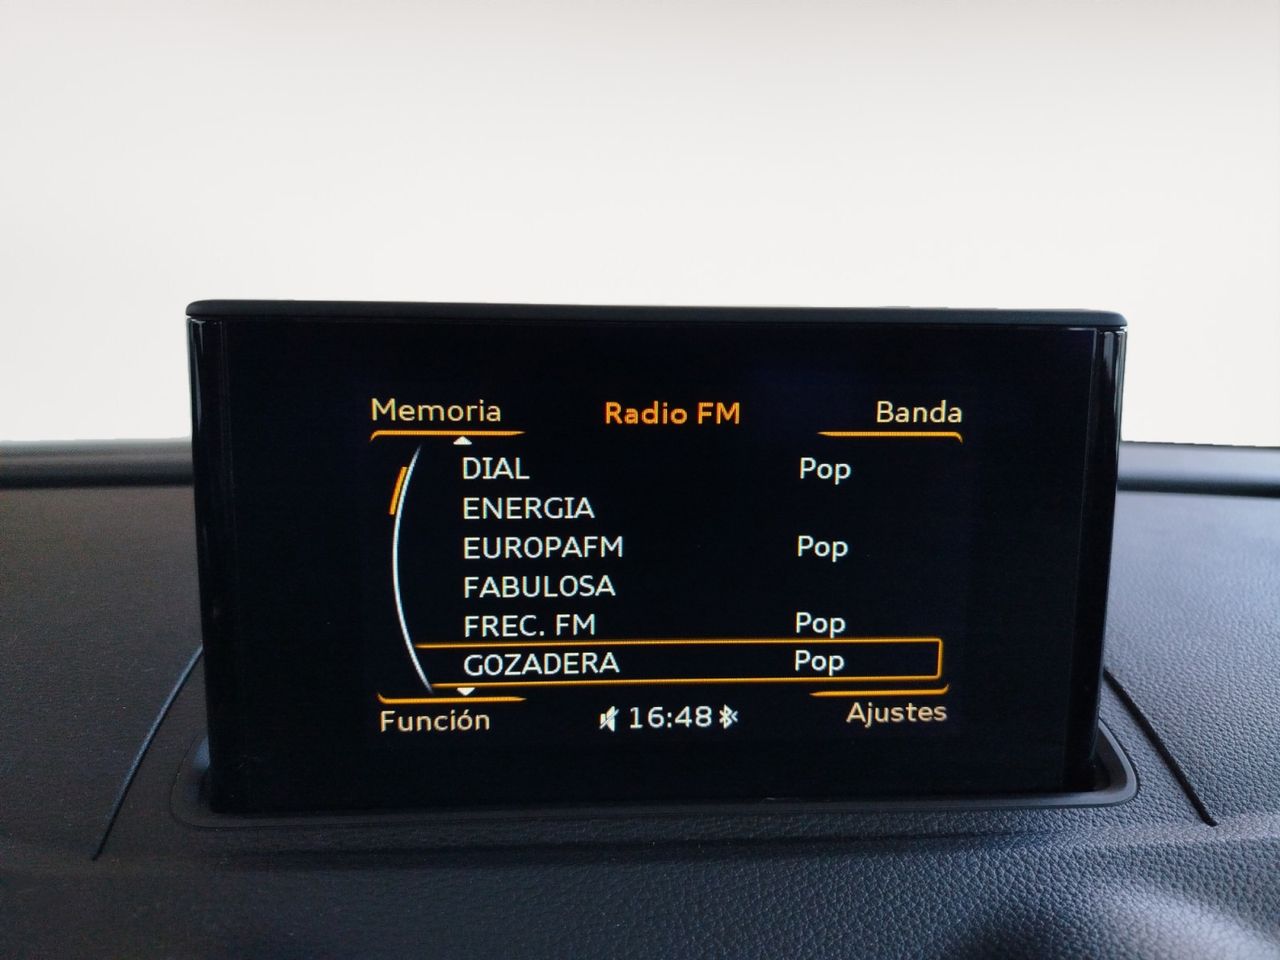 Memoria Radio FM Banda
DIAL Pop
ENERGIA
EUROPAFM Pop
FABULOSA
FREC. FM Pop
GOZADERA Pop
Función 16:48 Ajustes